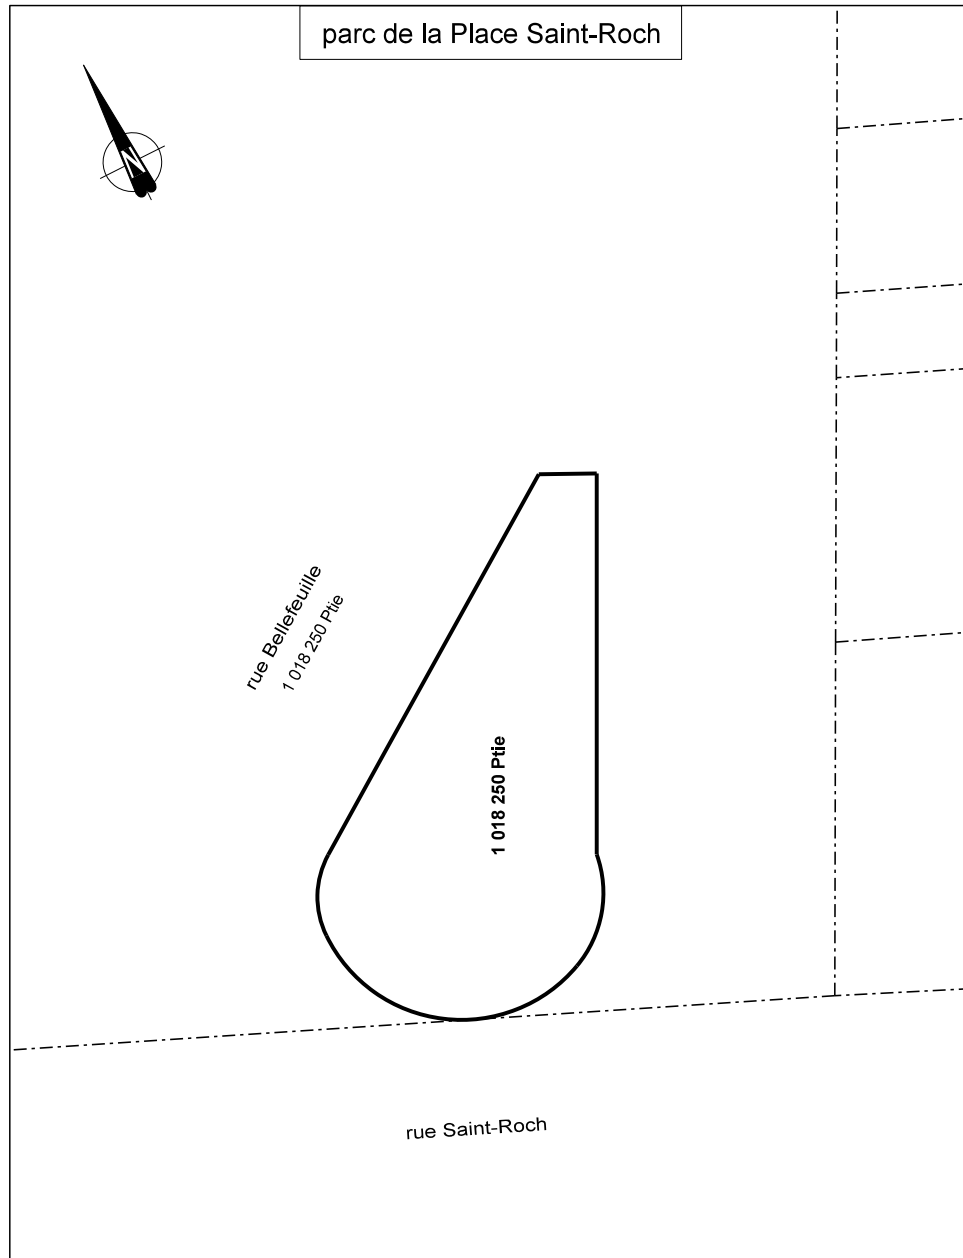 parc de la Place Saint-Roch
N
rue Bellefeuille
1 018 250 Ptie
1 018 250 Ptie
rue Saint-Roch